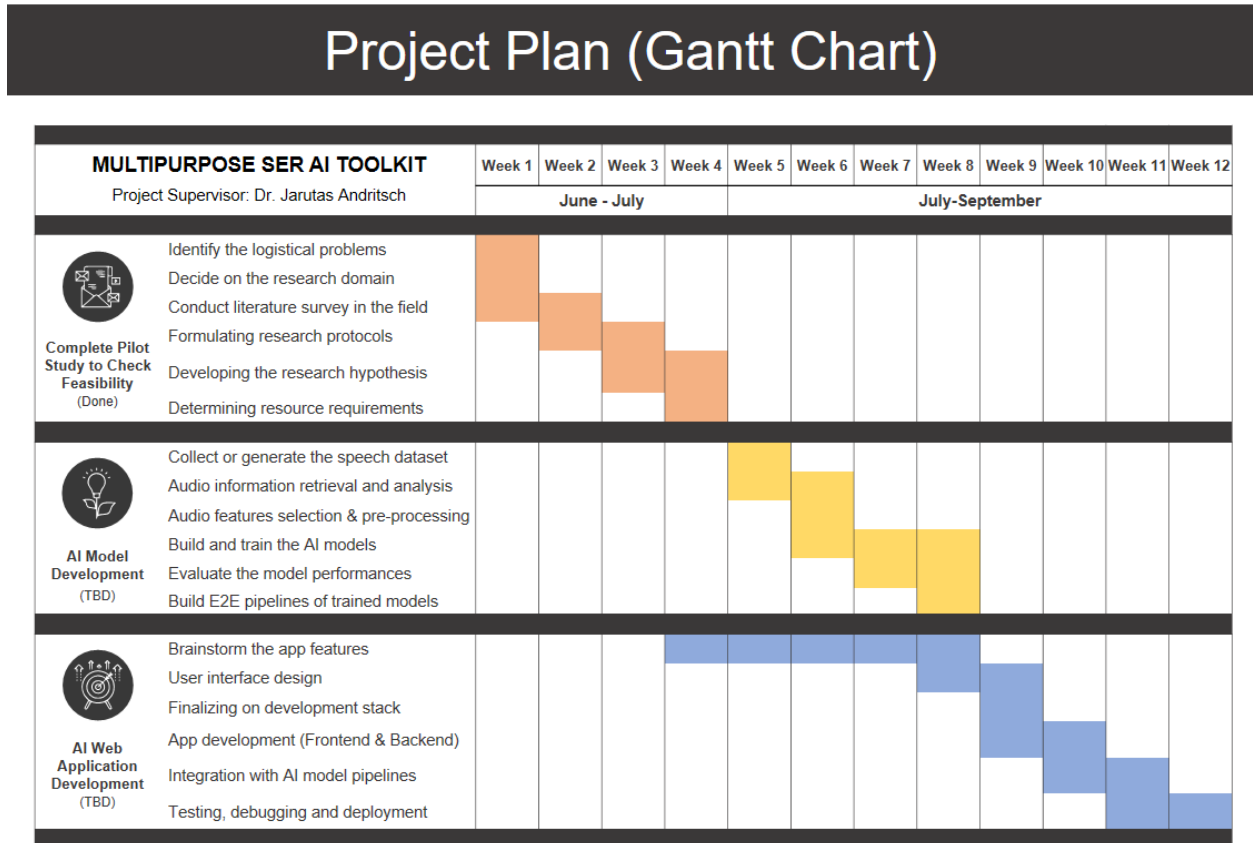 Project Plan (Gantt Chart)
MULTIPURPOSE SER AI TOOLKIT
Project Supervisor: Dr. Jarutas Andritsch
Week 1 Week 2 Week 3 Week 4 Week 5 Week 6 Week 7 Week 8 Week 9 Week 10 Week 11 Week 12
June - July July-September
Complete Pilot
Study to Check
Feasibility
(Done)
Identify the logistical problems
Decide on the research domain
Conduct literature survey in the field
Formulating research protocols
Developing the research hypothesis
Determining resource requirements
AI Model
Development
(TBD)
Collect or generate the speech dataset
Audio information retrieval and analysis
Audio features selection & pre-processing
Build and train the AI models
Evaluate the model performances
Build E2E pipelines of trained models
AI Web
Application
Development
(TBD)
Brainstorm the app features
User interface design
Finalizing on development stack
App development (Frontend & Backend)
Integration with AI model pipelines
Testing, debugging and deployment